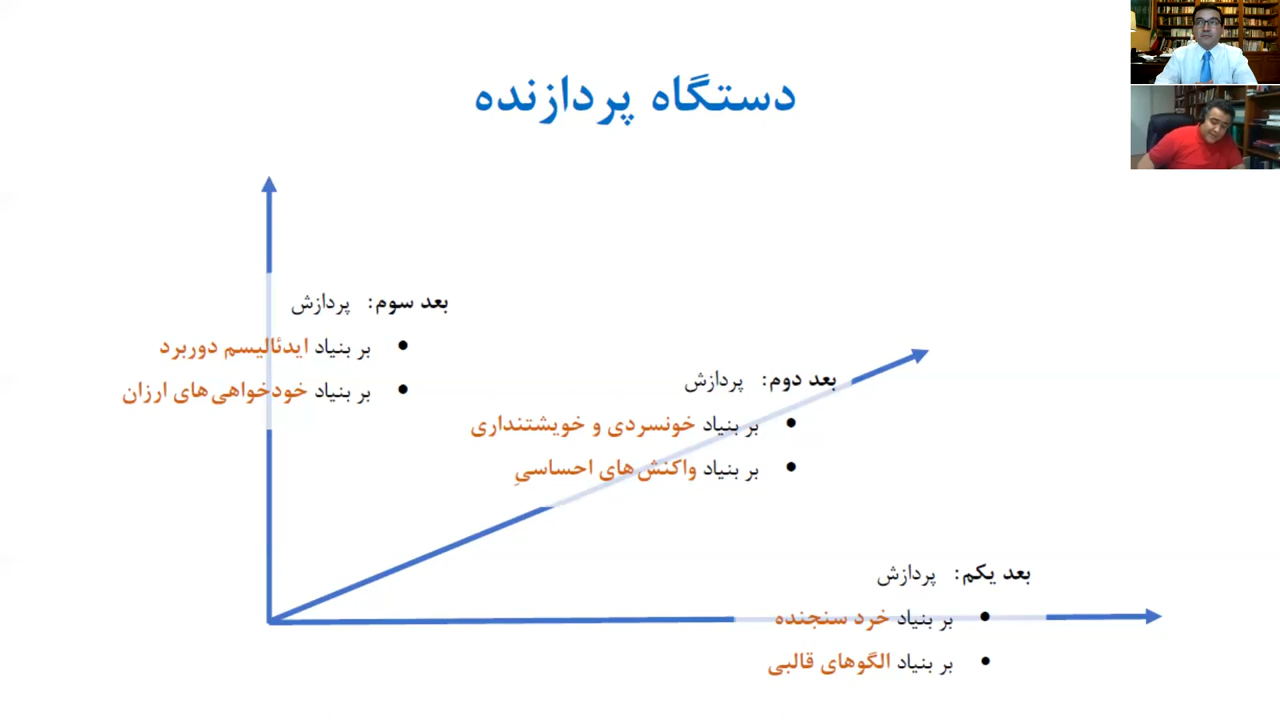 دستگاه پردازنده
بعد سوم: پردازش
• بر بنیاد ایدئالیسم دوربرد
• بر بنیاد خودخواهی‌های ارزان
بعد دوم: پردازش
• بر بنیاد خونسردی و خویشتنداری
• بر بنیاد واکنش‌های احساسیِ
بعد یکم: پردازش
• بر بنیاد خرد سنجنده
• بر بنیاد الگوهای قالبی